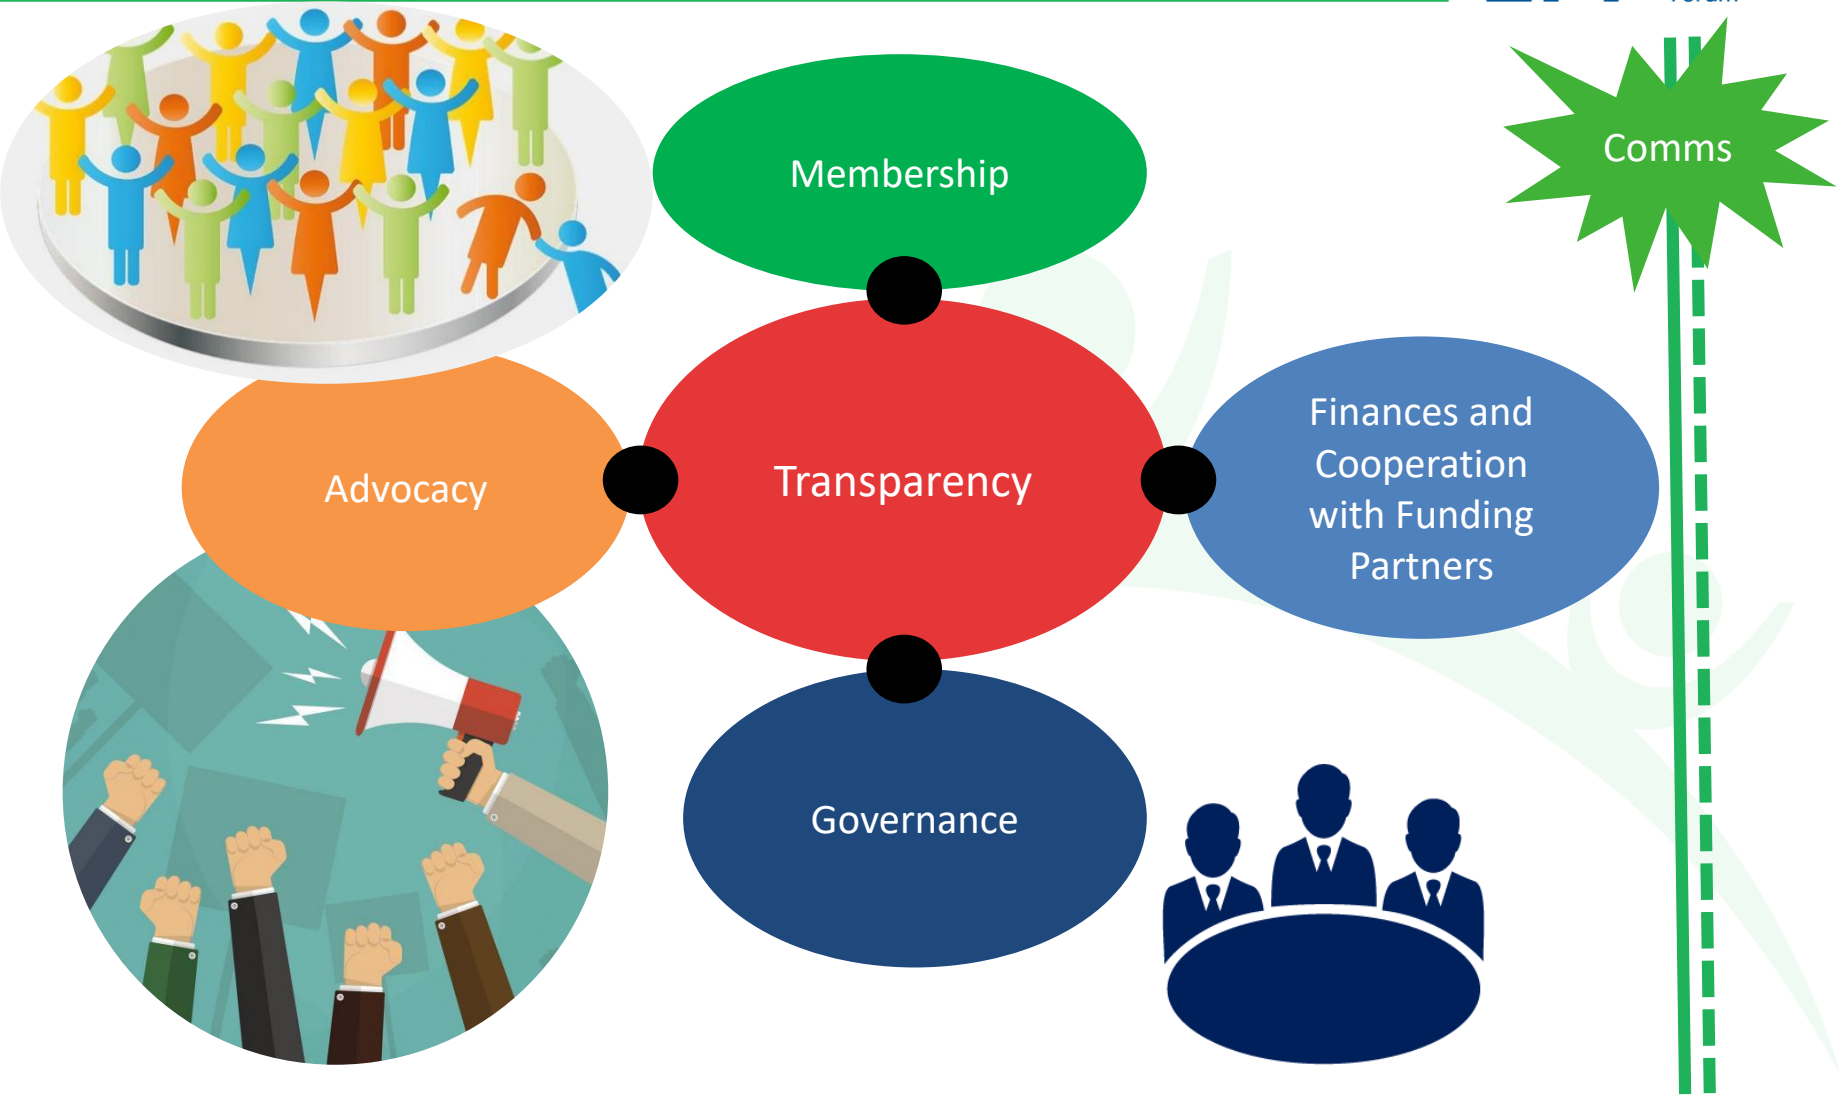 Membership
Comms
Finances and
Cooperation
with Funding
Partners
Advocacy
Transparency
Governance